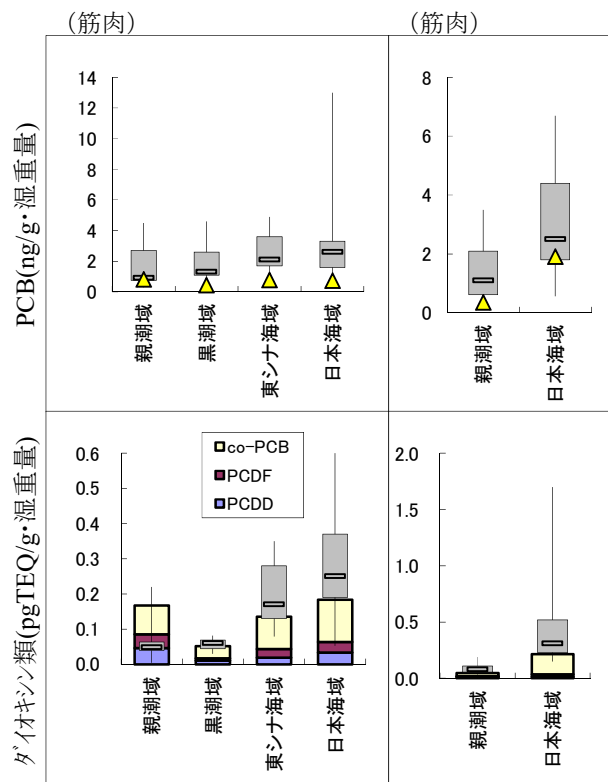 （筋肉）
（筋肉）
PCB(ng/g・湿重量)
14
12
10
8
6
4
2
0
親潮域
黒潮域
東シナ海域
日本海域
8
6
4
2
0
親潮域
日本海域
ﾀﾞｲｵｷｼﾝ類(pgTEQ/g・湿重量)
0.6
0.5
0.4
0.3
0.2
0.1
0.0
co-PCB
PCDF
PCDD
親潮域
黒潮域
東シナ海域
日本海域
2.0
1.5
1.0
0.5
0.0
親潮域
日本海域